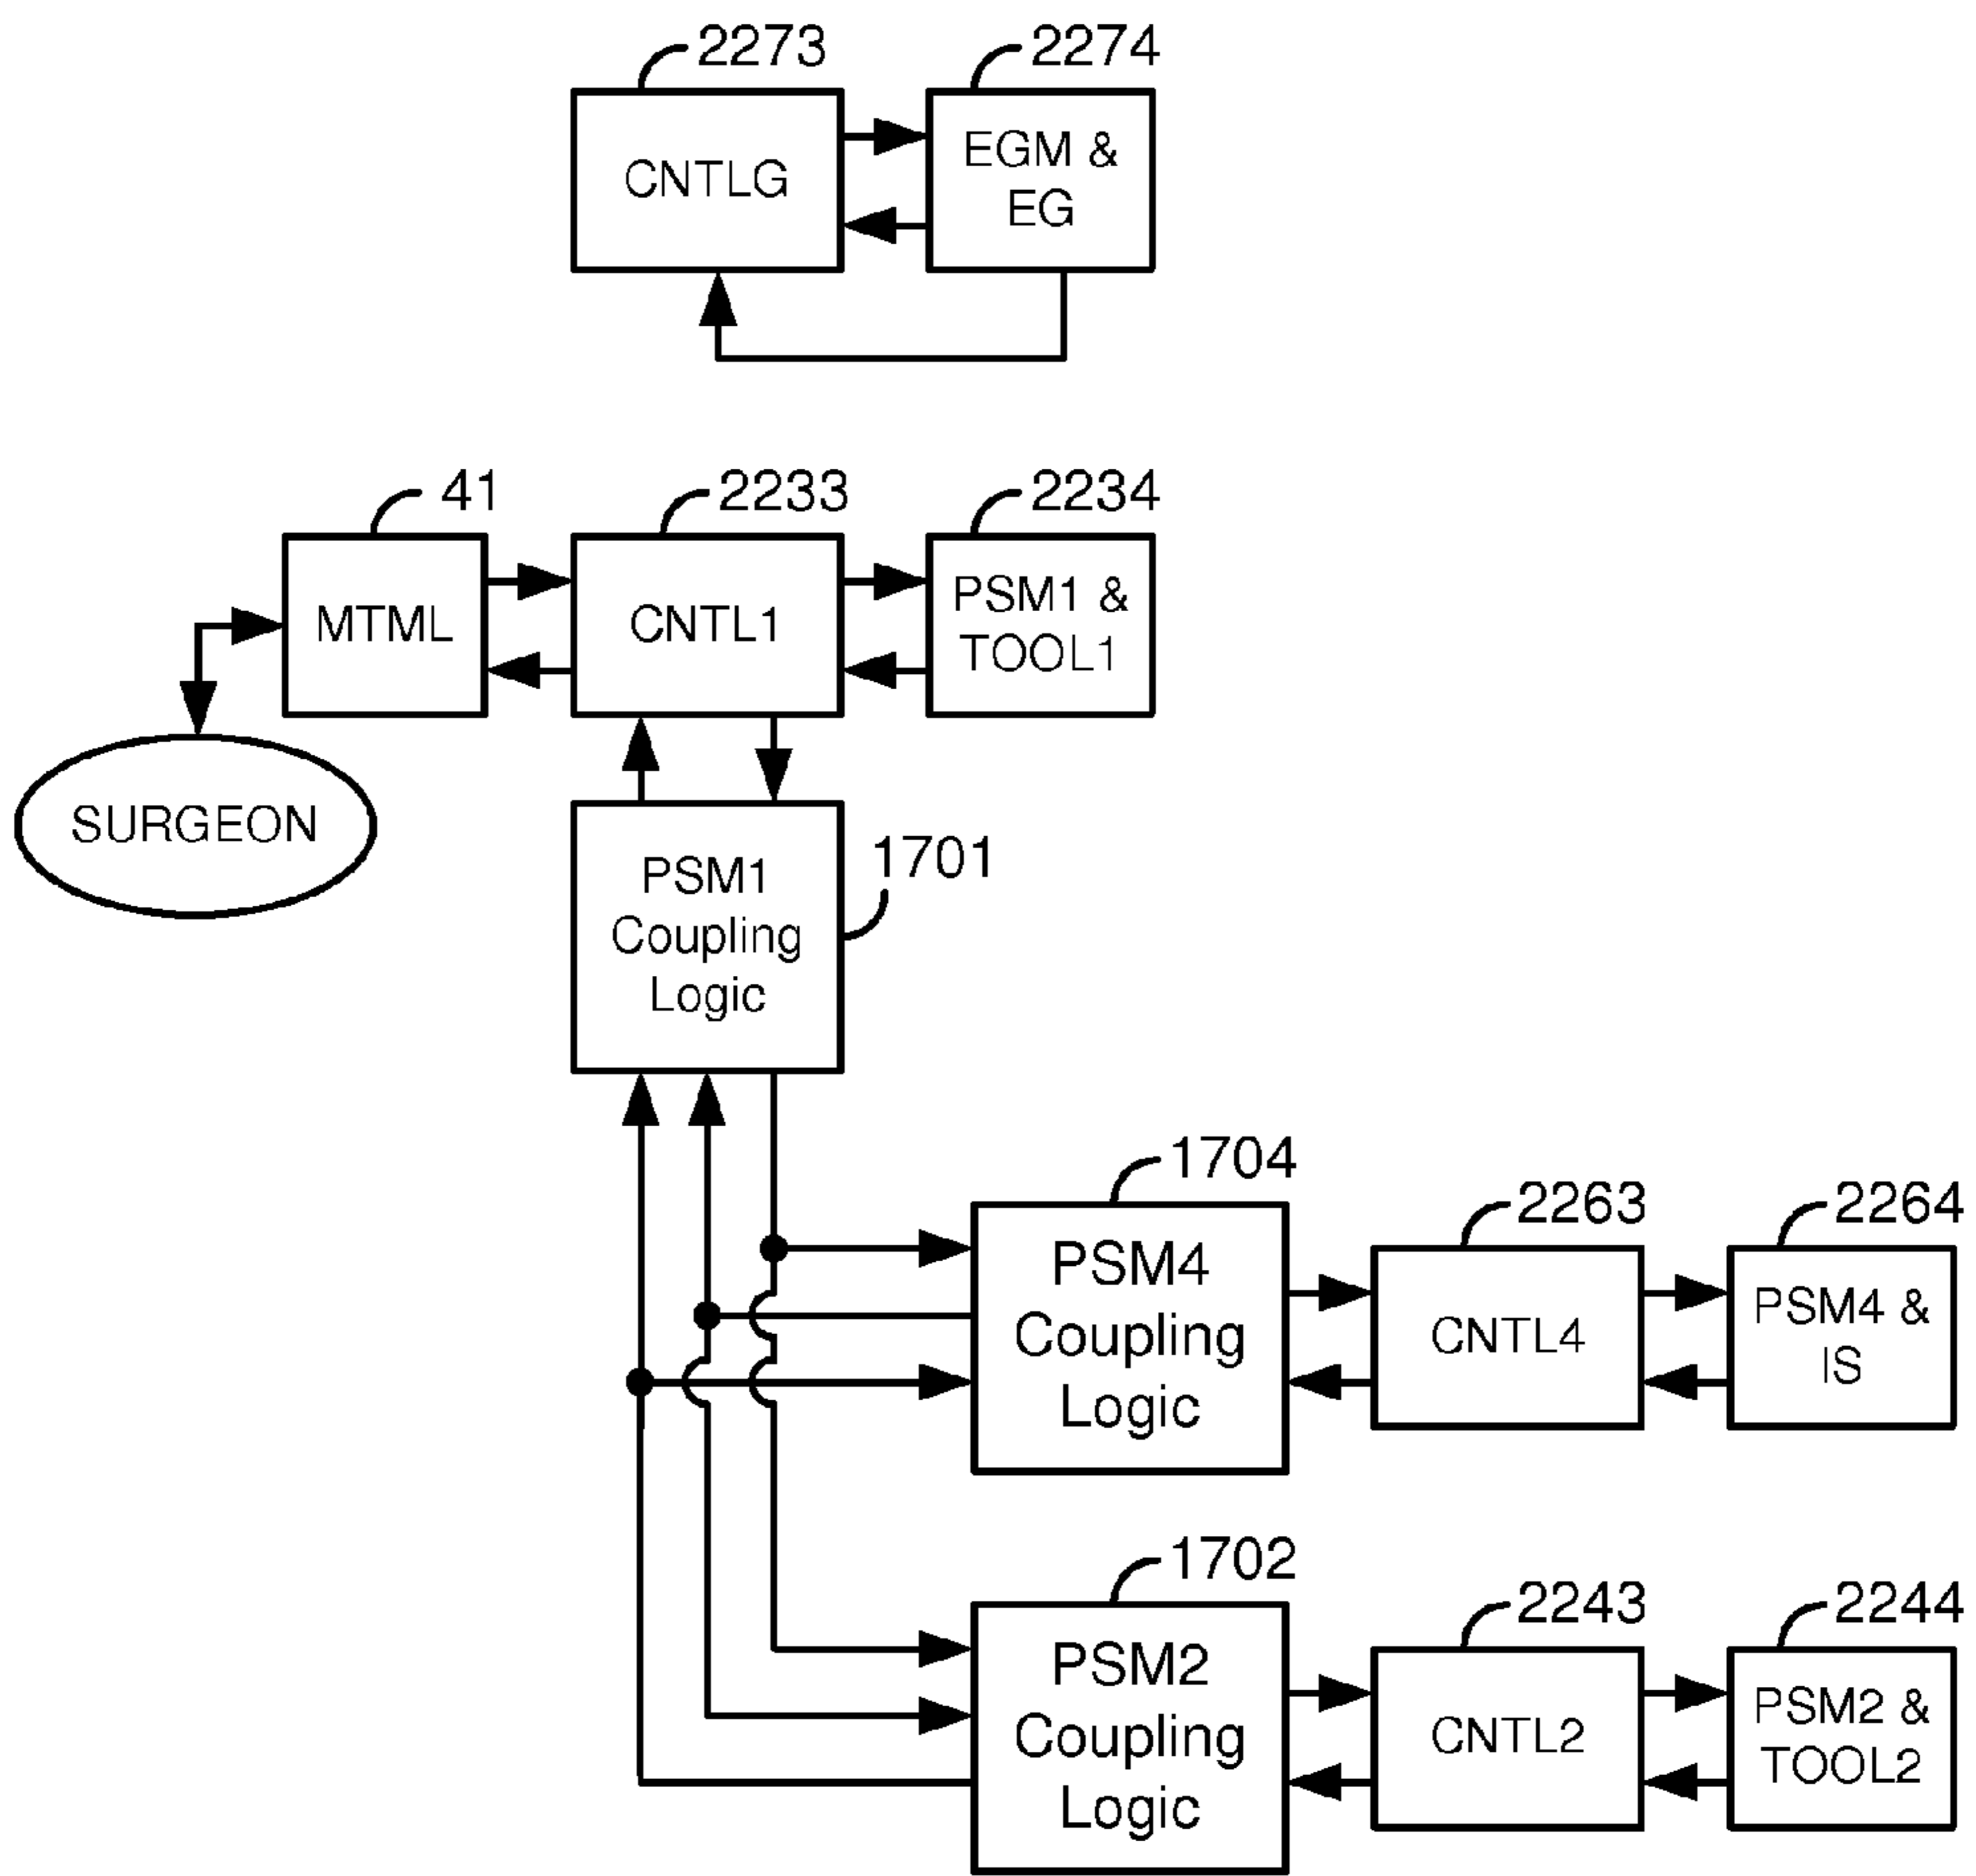 2273
2274
CNTLG
EGM &
EG
41
2233
2234
MTML
CNTL1
PSM1 &
TOOL1
SURGEON
PSM1
Coupling
Logic
1701
1704
2263
2264
PSM4
Coupling
Logic
CNTL4
PSM4 &
IS
1702
2243
2244
PSM2
Coupling
Logic
CNTL2
PSM2 &
TOOL2